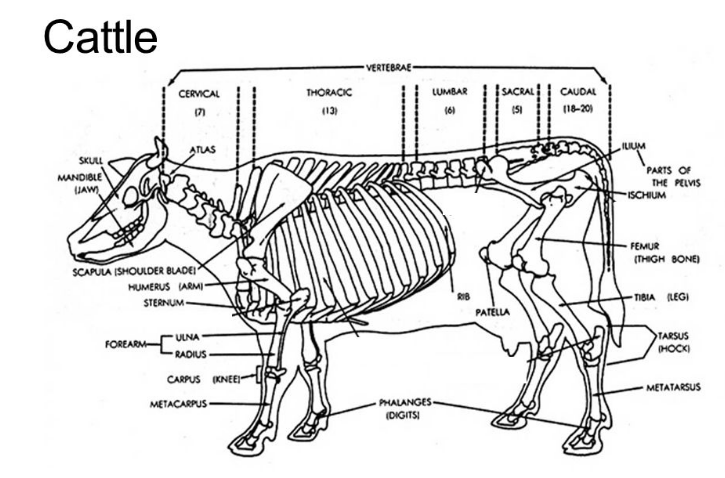 Cattle
VERTEBRAE
CERVICAL
(7)
THORACIC
(13)
LUMBAR
(6)
SACRAL
(5)
CAUDAL
(18-20)
ATLAS
SKULL
MANDIBLE
(JAW)
ILIUM
PARTS OF
THE PELVIS
ISCHIUM
FEMUR
(THIGH BONE)
SCAPULA (SHOULDER BLADE)
HUMERUS (ARM)
STERNUM
RIB
PATELLA
TIBIA (LEG)
FOREARM
ULNA
RADIUS
TARSUS
(HOCK)
CARPUS (KNEE)
METACARPUS
PHALANGES
(DIGITS)
METATARSUS